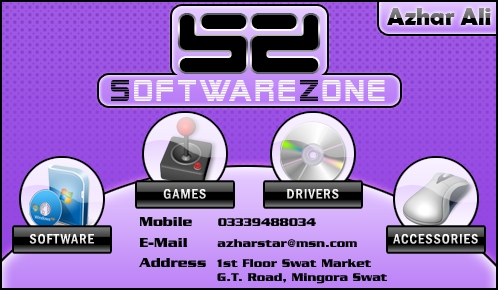 Azhar Ali
SZ
SOFTWAREZONE
GAMES
DRIVERS
SOFTWARE
ACCESSORIES
Mobile 03339488034
E-Mail azharstar@msn.com
Address 1st Floor Swat Market
G.T. Road, Mingora Swat